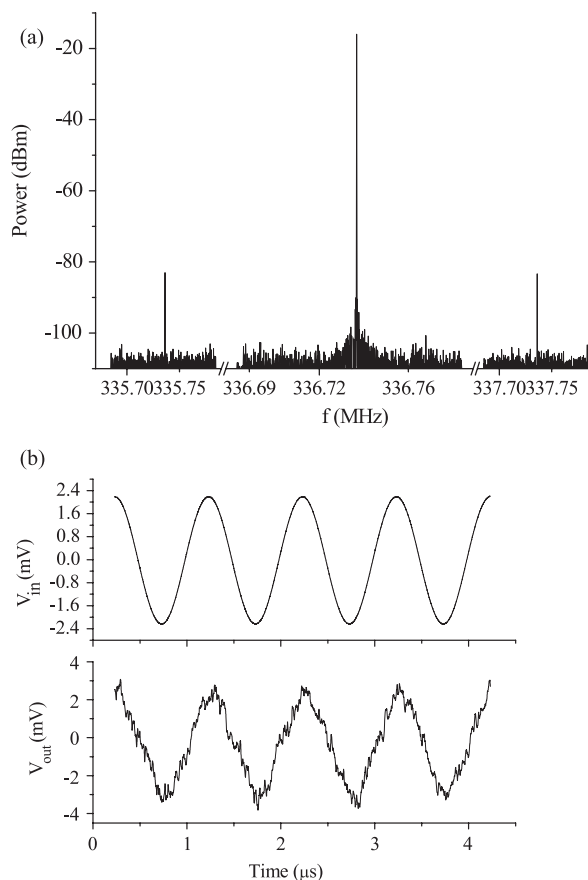 (a)
Power (dBm)
-20
-40
-60
-80
-100
335.70335.75 336.69 336.72 336.76 337.70337.75
f (MHz)
(b)
V_in (mV)
2.4
1.6
0.8
0.0
-0.8
-1.6
-2.4
V_out (mV)
4
2
0
-2
-4
0 1 2 3 4
Time (μs)